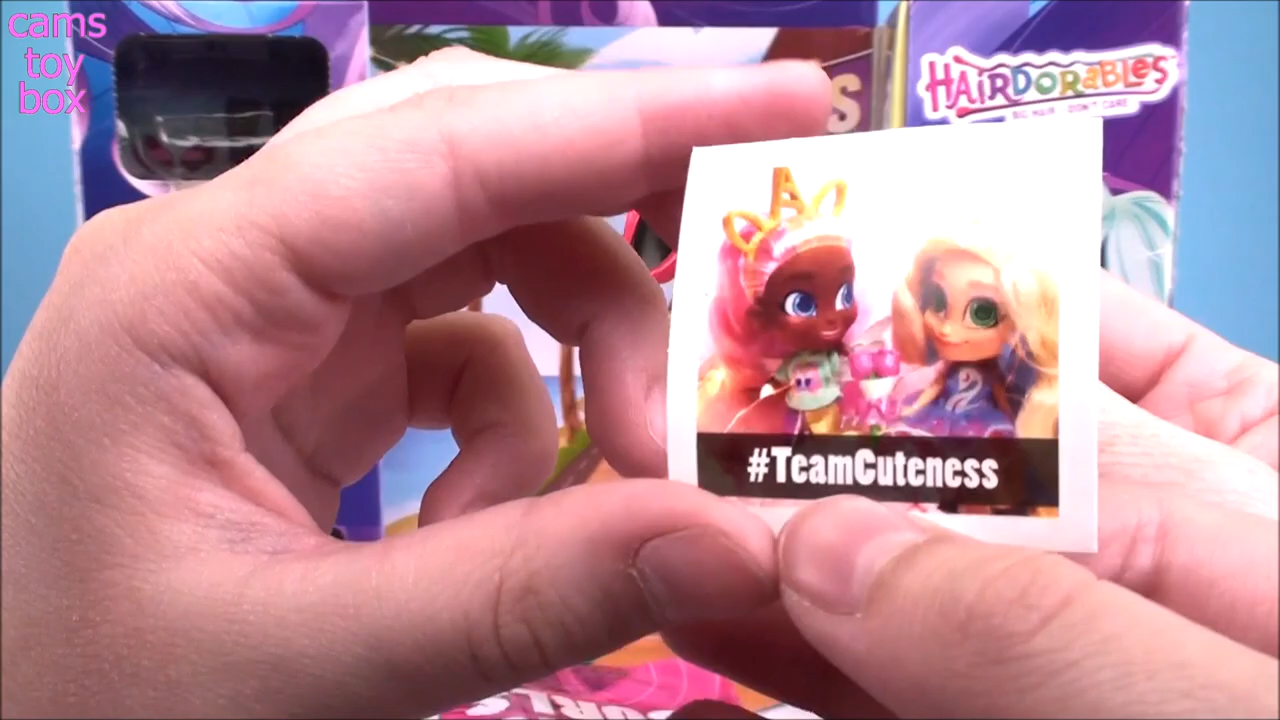 cams
toy
box
S
HAIRDORABLES
BIG HAIR DON'T CARE
A
#TeamCuteness